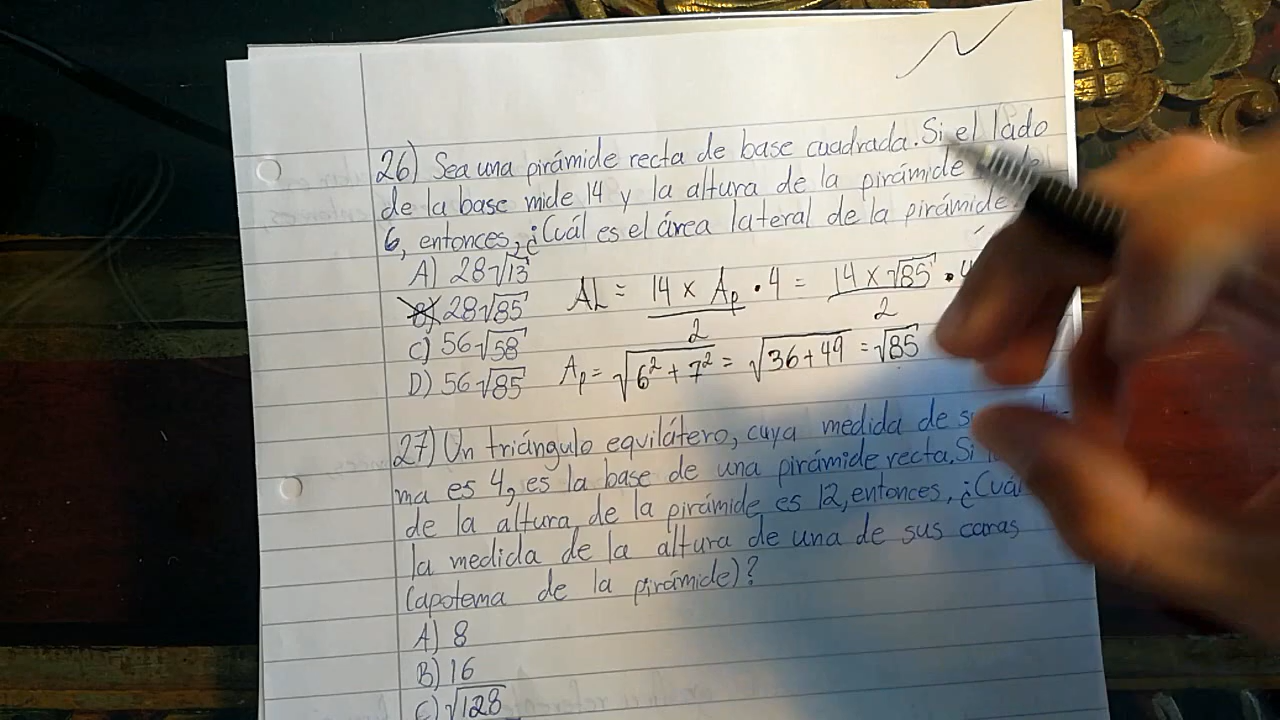 26) Sea una pirámide recta de base cuadrada. Si el lado
de la base mide 14 y la altura de la pirámide
6, entonces, ¿Cuál es el área lateral de la pirámide?
A) 28√13
B) 28√85
C) 56√58
D) 56√85
AL = 14 x Ap • 4 = 14 x √85 • 4
2 2
Ap = √6² + 7² = √36 + 49 = √85
27) Un triángulo equilátero, cuya medida de
ma es 4, es la base de una pirámide recta. Si
de la altura de la pirámide es 12, entonces, ¿Cuál
la medida de la altura de una de sus caras
(apotema de la pirámide)?
A) 8
B) 16
C) √128